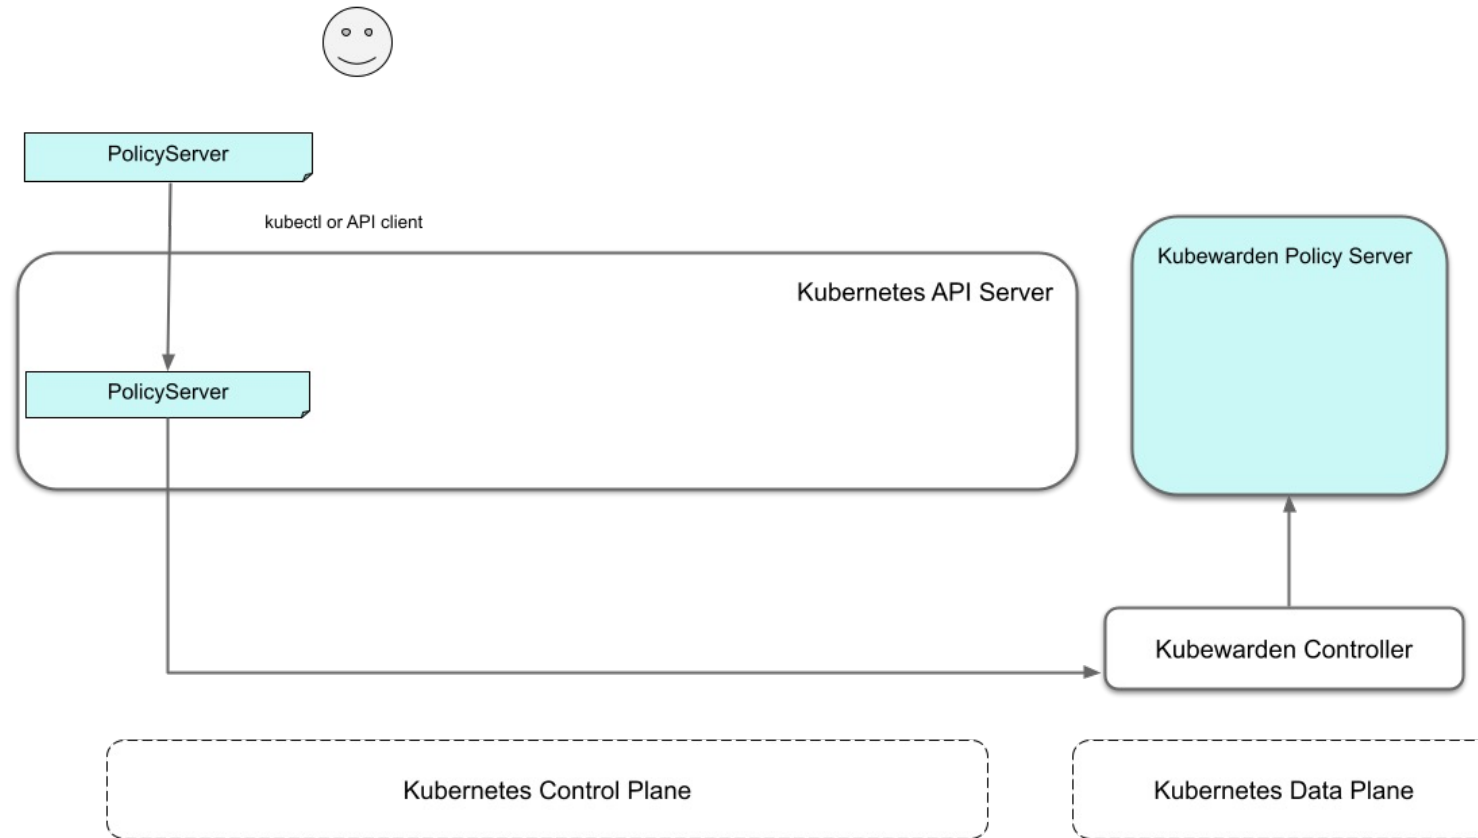 PolicyServer
kubectl or API client
Kubewarden Policy Server
Kubernetes API Server
PolicyServer
Kubewarden Controller
Kubernetes Control Plane
Kubernetes Data Plane